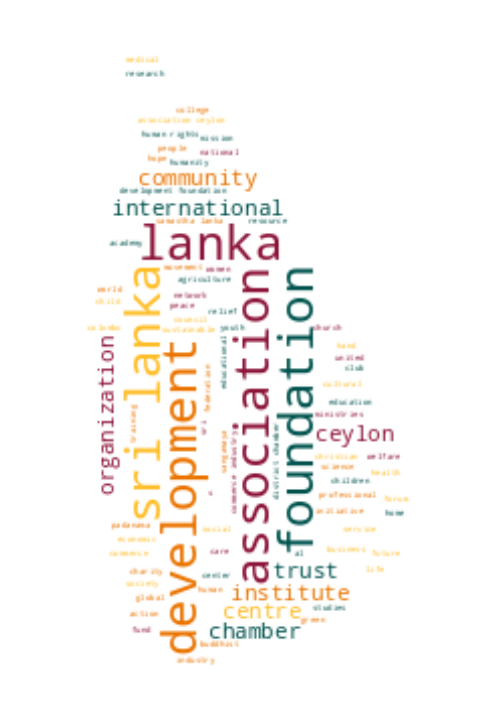 medical
research
college
association ceylon
human rights
mission
people
national
hope
humanity
community
development foundation
international
samastha lanka
resource
academy
lanka
movement
women
sri lanka
association
foundation
agriculture
world
network
child
peace
relief
council
colombo
sustainable
youth
church
organization
development
educational
hand
united
club
federation
cultural
training
education
ministries
sri
ceylon
district chamber
commerce industry
christian
welfare
science
health
children
professional
forum
initiative
home
padanama
social
service
economic
commerce
care
al
business
future
trust
charity
center
life
society
human
institute
global
centre
studies
action
green
fund
chamber
buddhist
industry